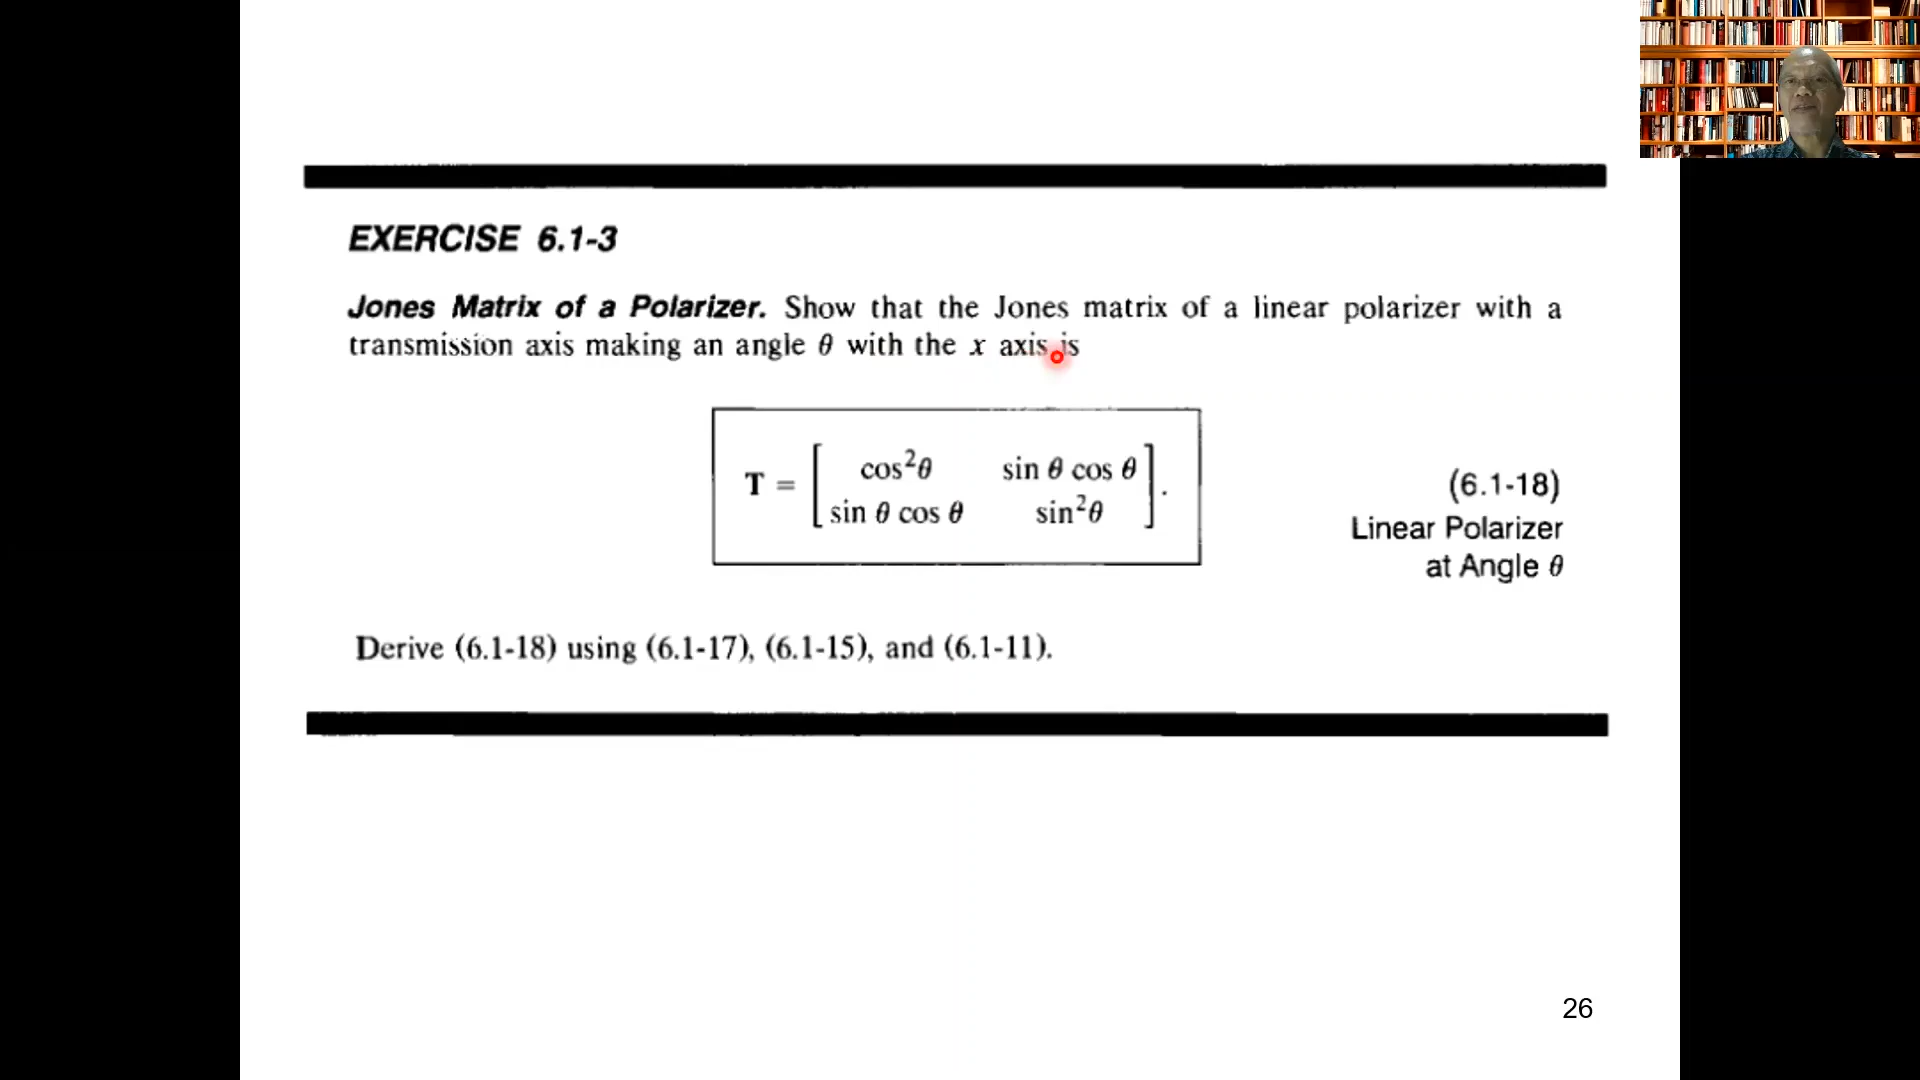 EXERCISE 6.1-3
Jones Matrix of a Polarizer. Show that the Jones matrix of a linear polarizer with a
transmission axis making an angle θ with the x axis is
T = [ cos²θ sin θ cos θ
sin θ cos θ sin²θ ].
(6.1-18)
Linear Polarizer
at Angle θ
Derive (6.1-18) using (6.1-17), (6.1-15), and (6.1-11).
26